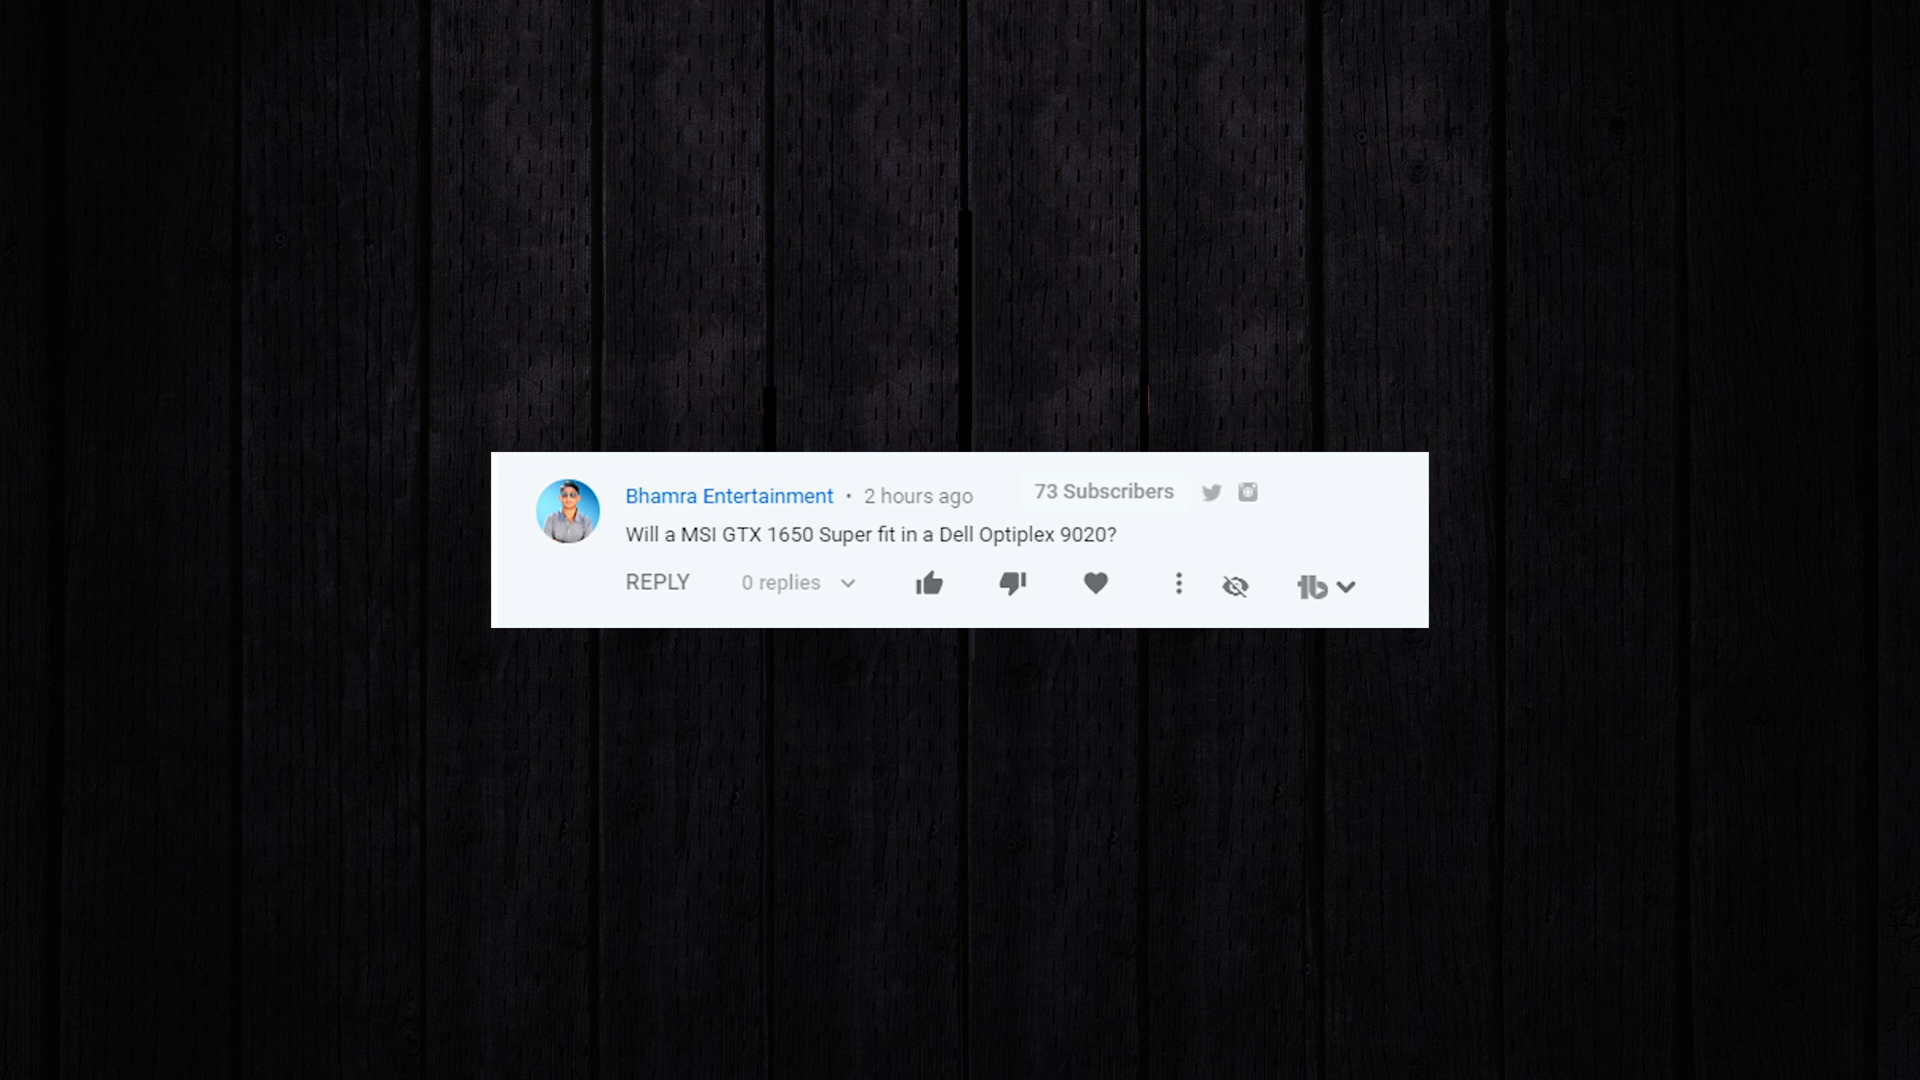 Bhamra Entertainment • 2 hours ago 73 Subscribers
Will a MSI GTX 1650 Super fit in a Dell Optiplex 9020?
REPLY 0 replies